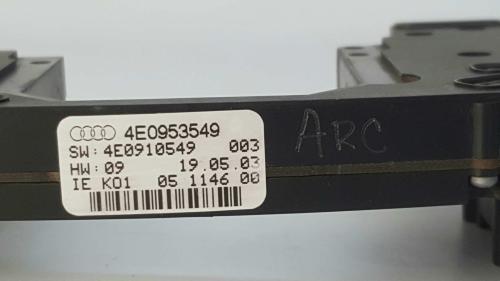 4E0953549
SW: 4E0910549 003
HW: 09 19.05.03
IE K01 05 1146 00
ARC